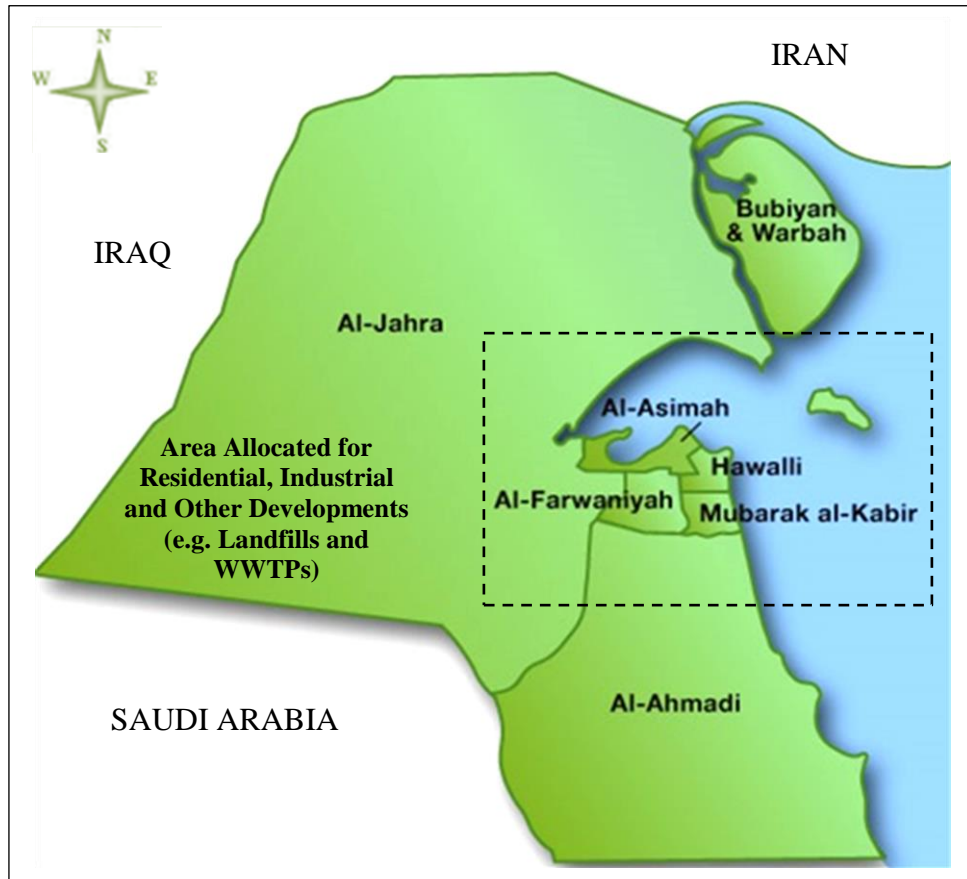 N
IRAN
W
E
S
Bubiyan
& Warbah
IRAQ
Al-Jahra
Al-Asimah
Area Allocated for
Residential, Industrial
and Other Developments
(e.g. Landfills and
WWTPs)
Hawalli
Al-Farwaniyah
Mubarak al-Kabir
SAUDI ARABIA
Al-Ahmadi